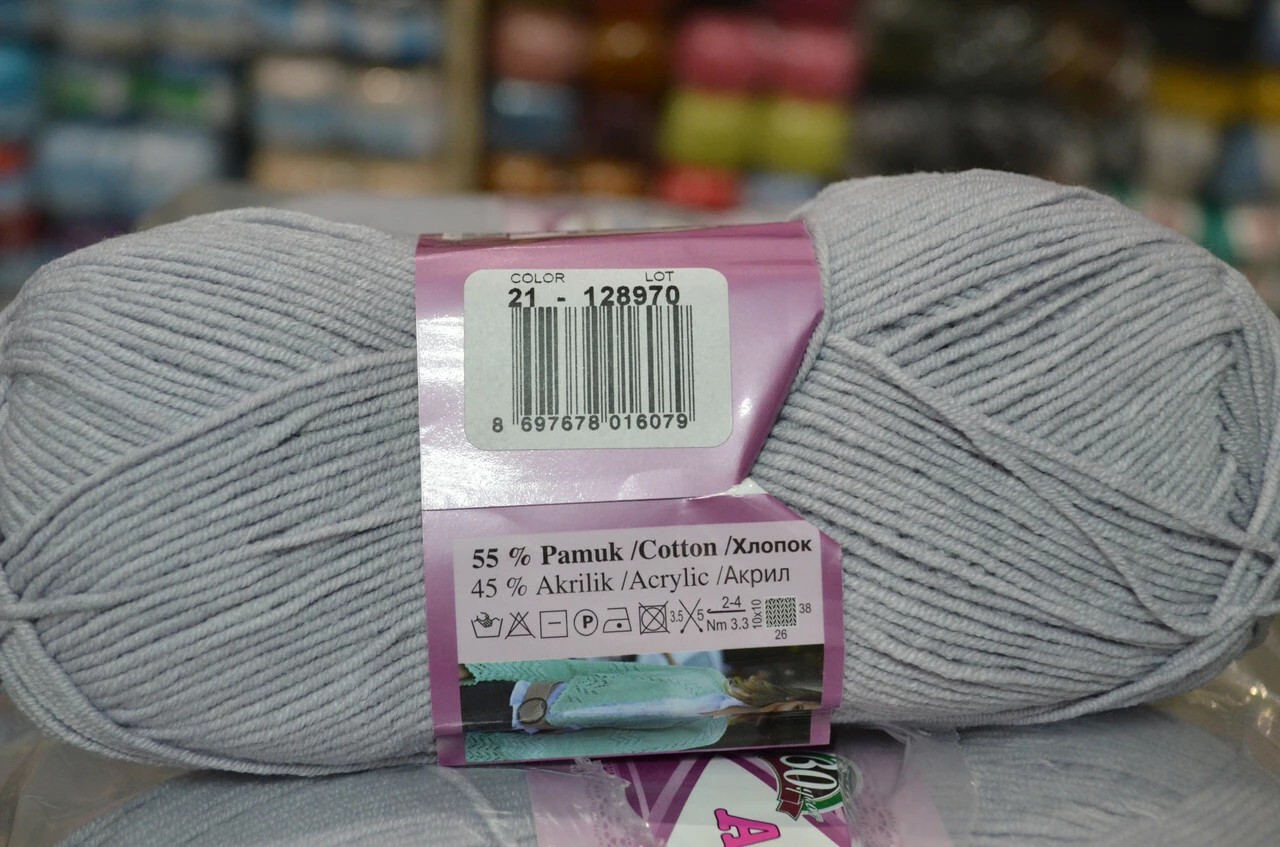 COLOR LOT
21 - 128970
8 697678 016079
55 % Pamuk /Cotton /Хлопок
45 % Akrilik /Acrylic /Акрил
P 3.5 5 2-4 Nm 3.3 10x10 38
26
30
A